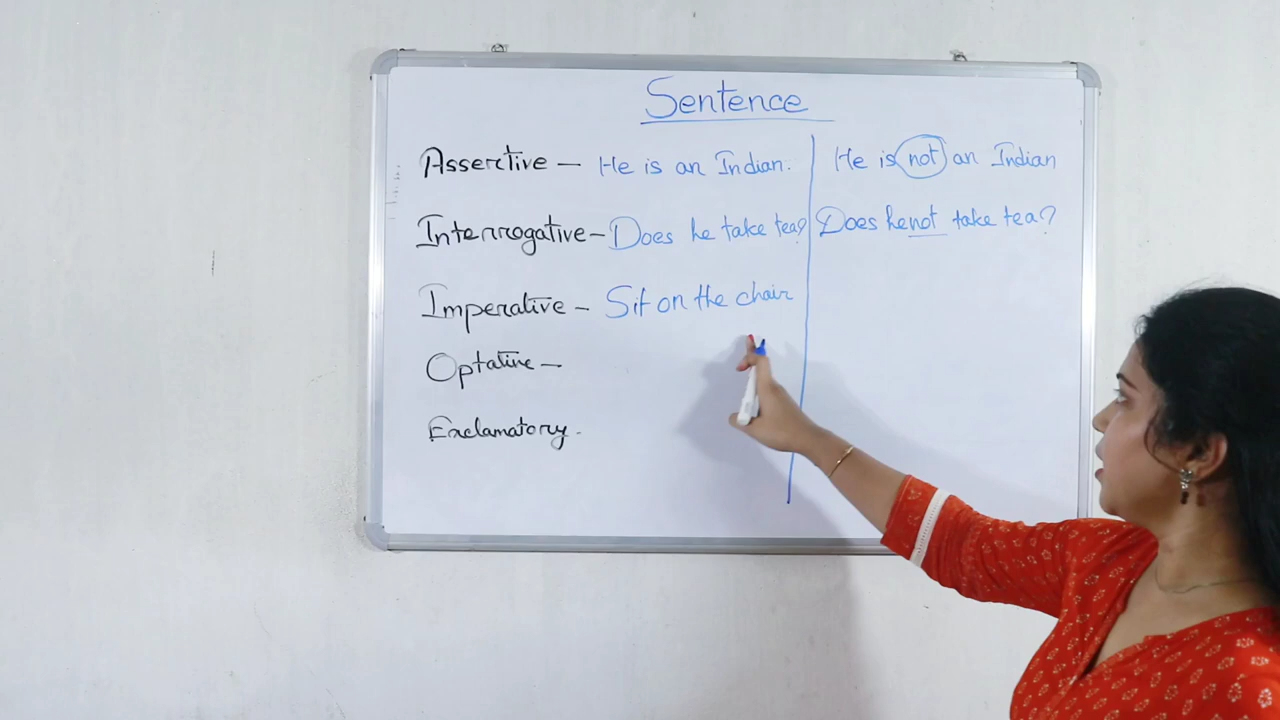 Sentence
Assertive – He is an Indian. He is not an Indian
Interrogative – Does he take tea? Does he not take tea?
Imperative – Sit on the chair
Optative –
Exclamatory -